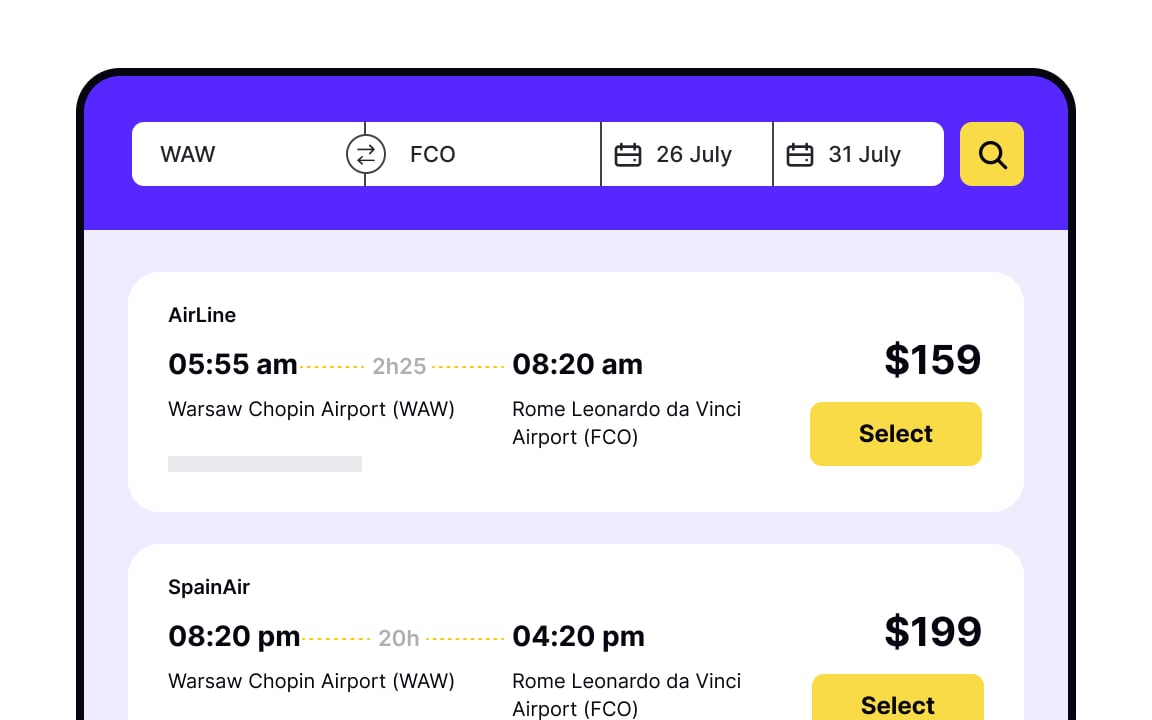 WAW FCO 26 July 31 July
AirLine
05:55 am 2h25 08:20 am $159
Warsaw Chopin Airport (WAW) Rome Leonardo da Vinci
Airport (FCO)
Select
SpainAir
08:20 pm 20h 04:20 pm $199
Warsaw Chopin Airport (WAW) Rome Leonardo da Vinci
Airport (FCO)
Select